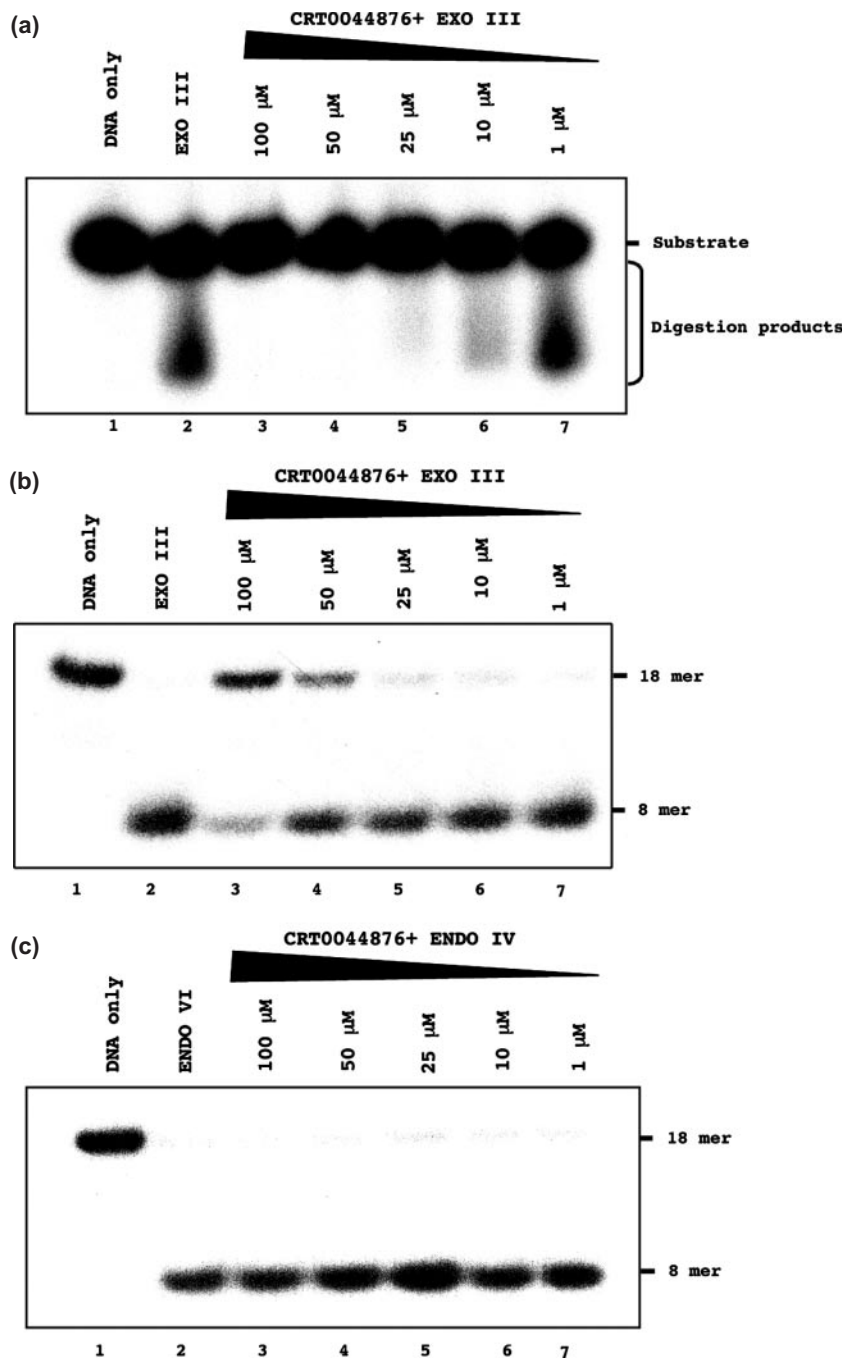 (a)
CRT0044876+ EXO III
DNA only
EXO III
100 µM
50 µM
25 µM
10 µM
1 µM
Substrate
Digestion products
1 2 3 4 5 6 7
(b)
CRT0044876+ EXO III
DNA only
EXO III
100 µM
50 µM
25 µM
10 µM
1 µM
18 mer
8 mer
1 2 3 4 5 6 7
(c)
CRT0044876+ ENDO IV
DNA only
ENDO VI
100 µM
50 µM
25 µM
10 µM
1 µM
18 mer
8 mer
1 2 3 4 5 6 7